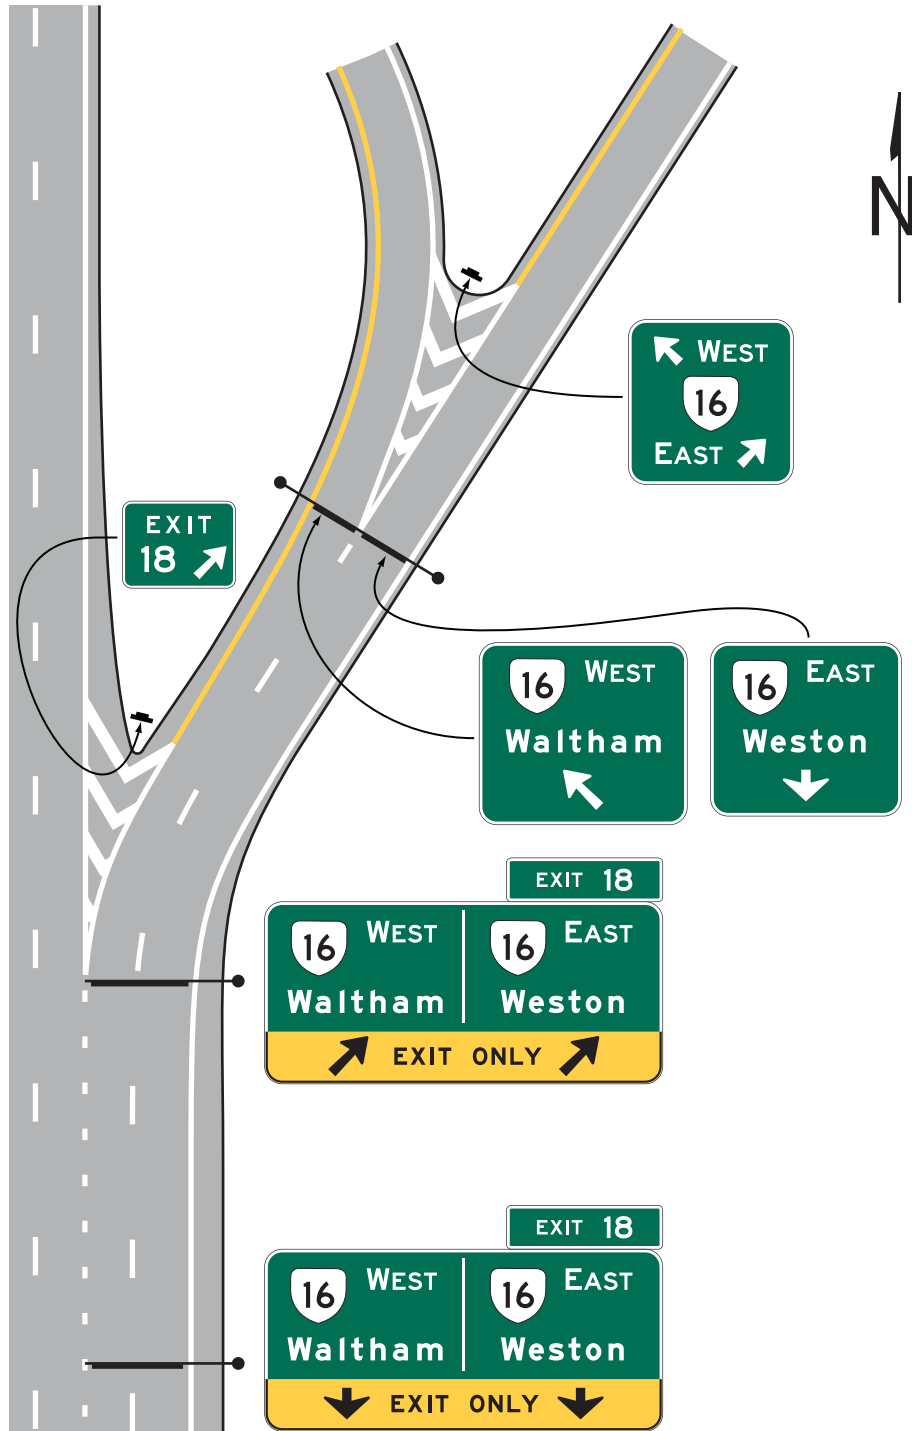 N
WEST
16
EAST
EXIT
18
16 WEST
Waltham
16 EAST
Weston
EXIT 18
16 WEST 16 EAST
Waltham Weston
EXIT ONLY
EXIT 18
16 WEST 16 EAST
Waltham Weston
EXIT ONLY